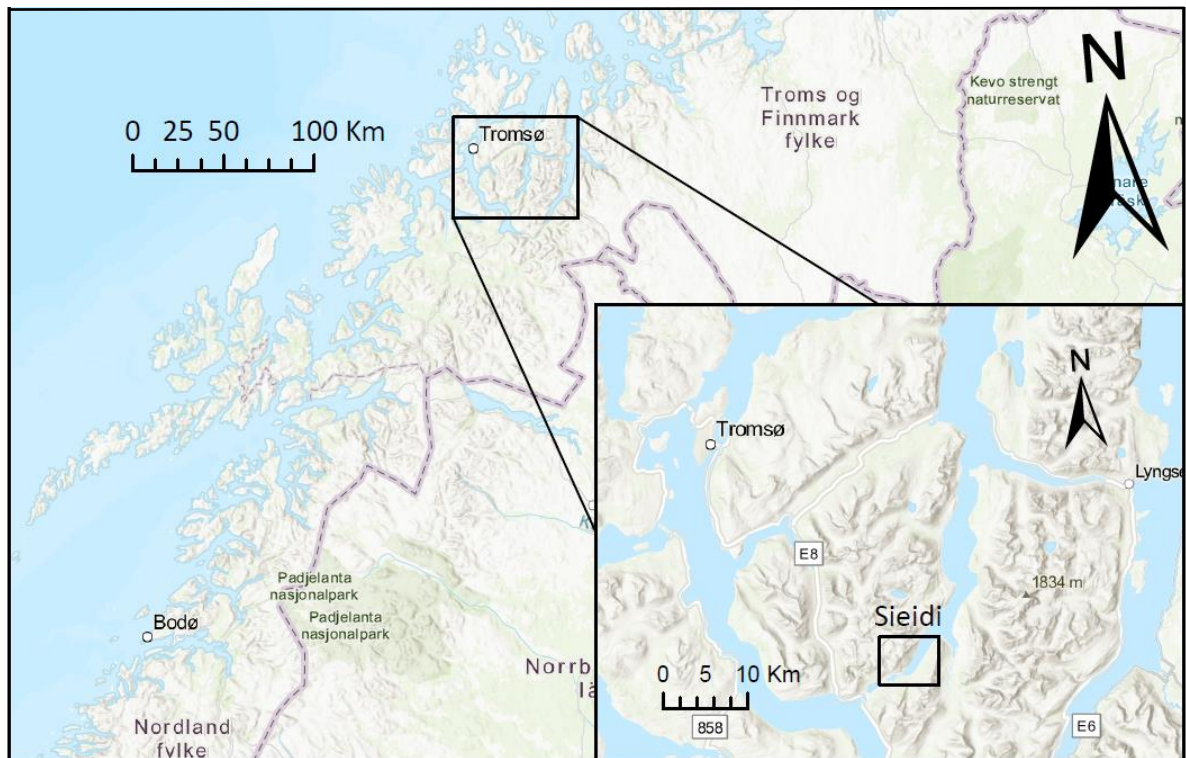 N
Kevo strengt
naturreservat
Troms og
Finnmark
fylke
0 25 50 100 Km
Tromsø
N
Tromsø
Lyngse
E8
1834 m
Padjelanta
nasjonalpark
Padjelanta
nasjonalpark
Sieidi
Bodø
0 5 10 Km
Norrb
lä
Nordland
fylke
858
E6